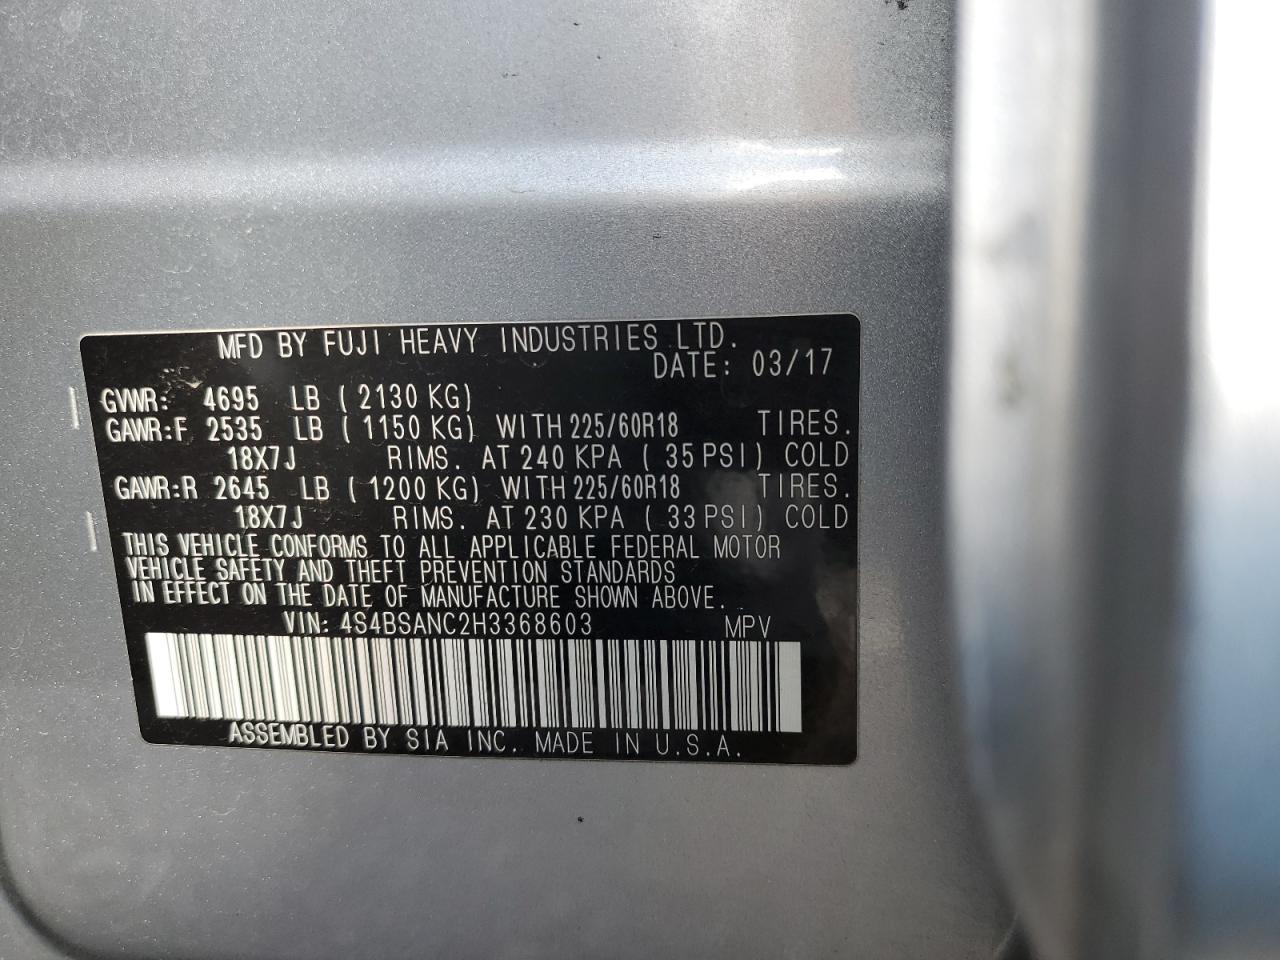 MFD BY FUJI HEAVY INDUSTRIES LTD.
DATE: 03/17
GVWR: 4695 LB ( 2130 KG)
GAWR:F 2535 LB ( 1150 KG) WITH 225/60R18 TIRES.
18X7J RIMS. AT 240 KPA ( 35 PSI) COLD
GAWR:R 2645 LB ( 1200 KG) WITH 225/60R18 TIRES.
18X7J RIMS. AT 230 KPA ( 33 PSI) COLD
THIS VEHICLE CONFORMS TO ALL APPLICABLE FEDERAL MOTOR
VEHICLE SAFETY AND THEFT PREVENTION STANDARDS
IN EFFECT ON THE DATE OF MANUFACTURE SHOWN ABOVE.
VIN: 4S4BSANC2H3368603 MPV
ASSEMBLED BY SIA INC. MADE IN U.S.A.